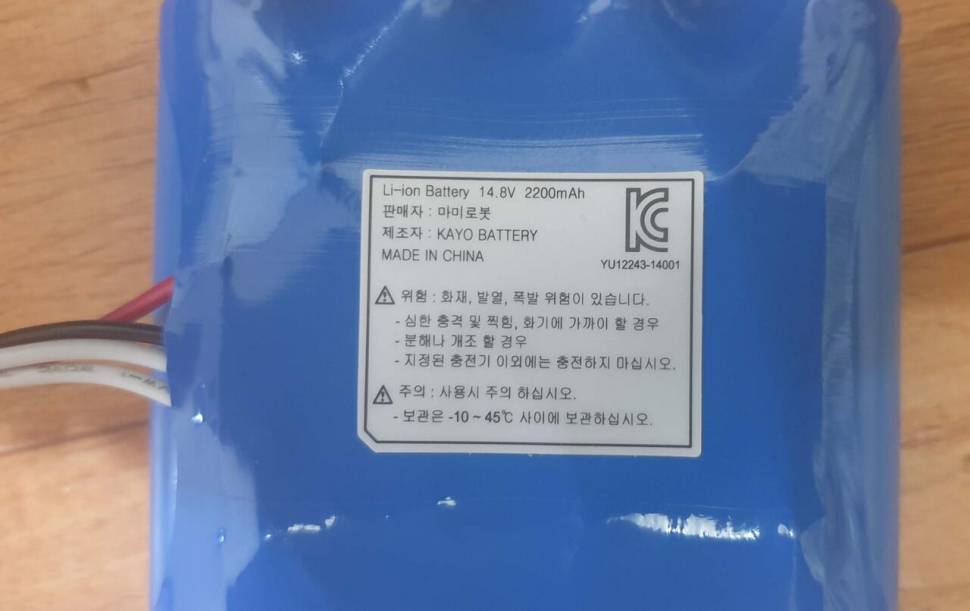 Li-ion Battery 14.8V 2200mAh
판매자 : 마미로봇
제조자 : KAYO BATTERY
MADE IN CHINA
YU12243-14001
위험 : 화재, 발열, 폭발 위험이 있습니다.
- 심한 충격 및 찍힘, 화기에 가까이 할 경우
- 분해나 개조 할 경우
- 지정된 충전기 이외에는 충전하지 마십시오.
주의 : 사용시 주의 하십시오.
- 보관은 -10 ~ 45℃ 사이에 보관하십시오.